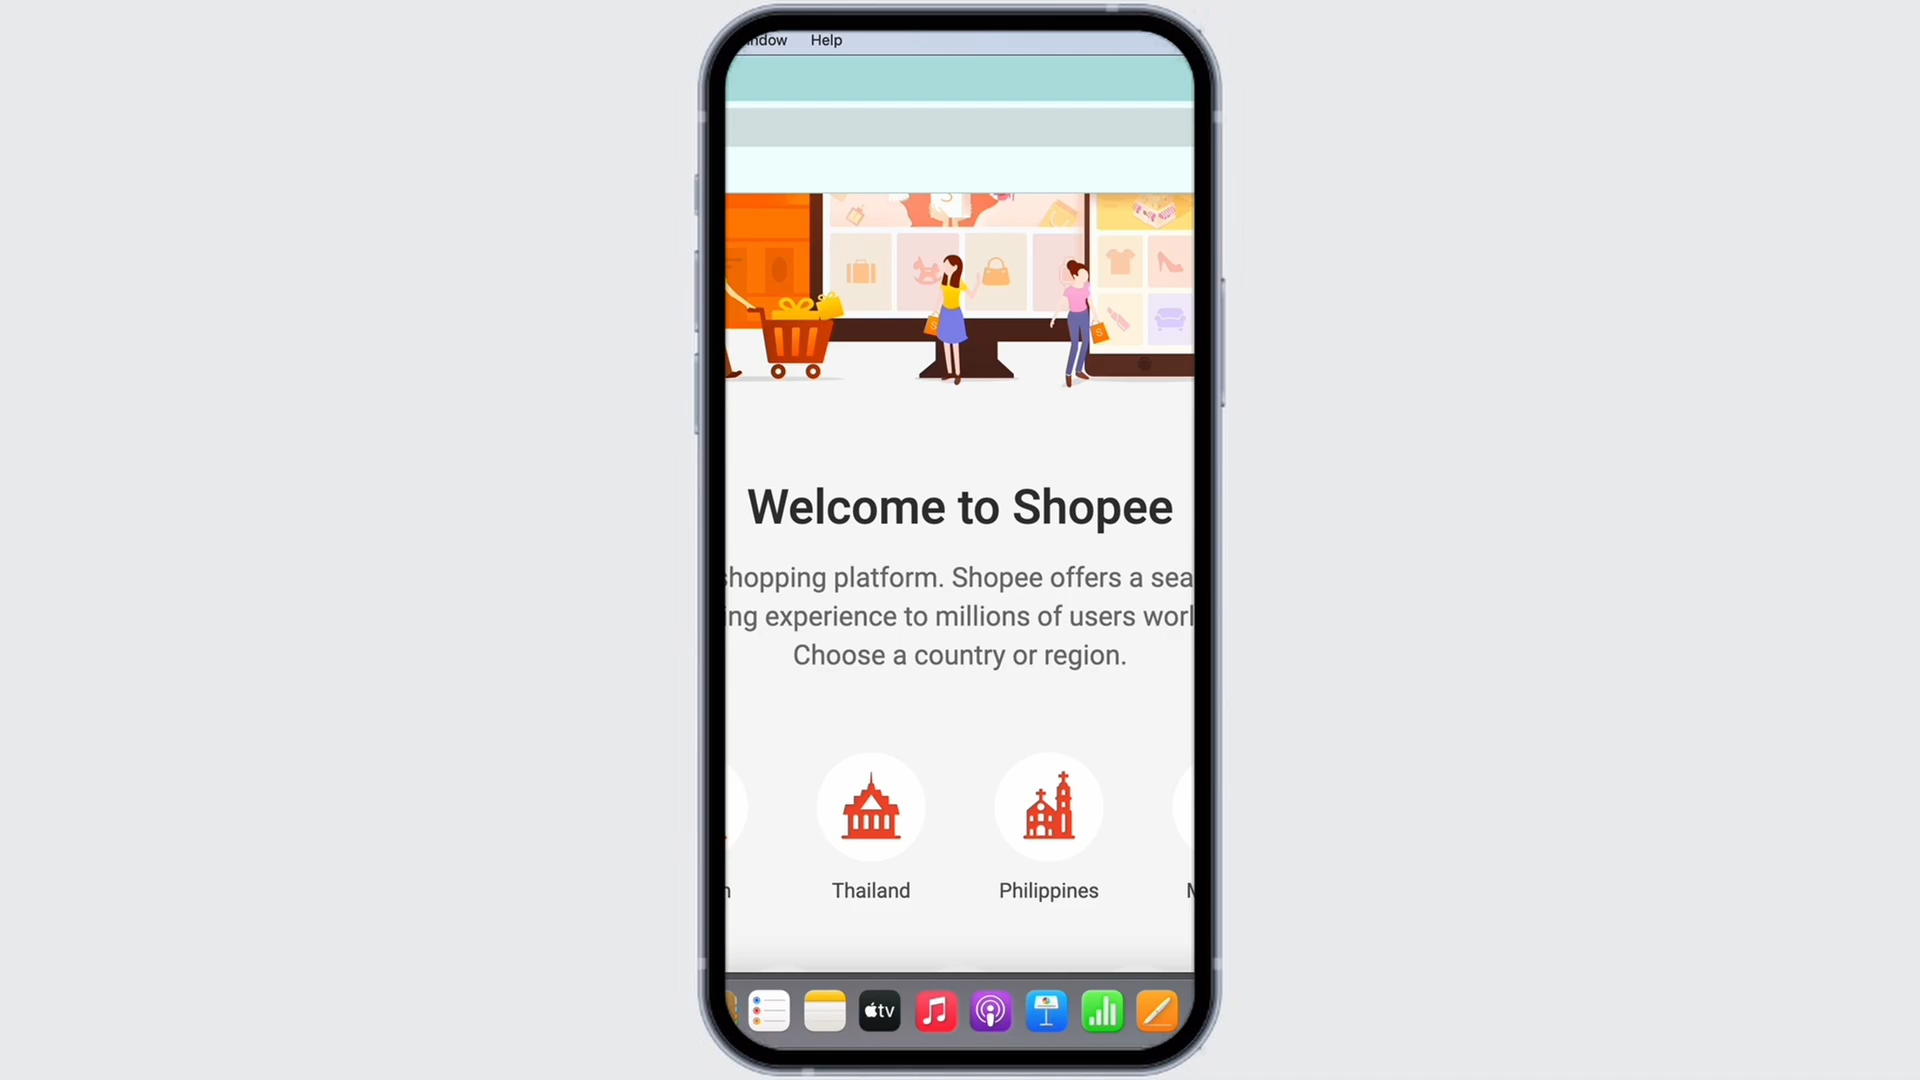 Help
Welcome to Shopee
shopping platform. Shopee offers a sea
ing experience to millions of users worl
Choose a country or region.
Thailand
Philippines
tv